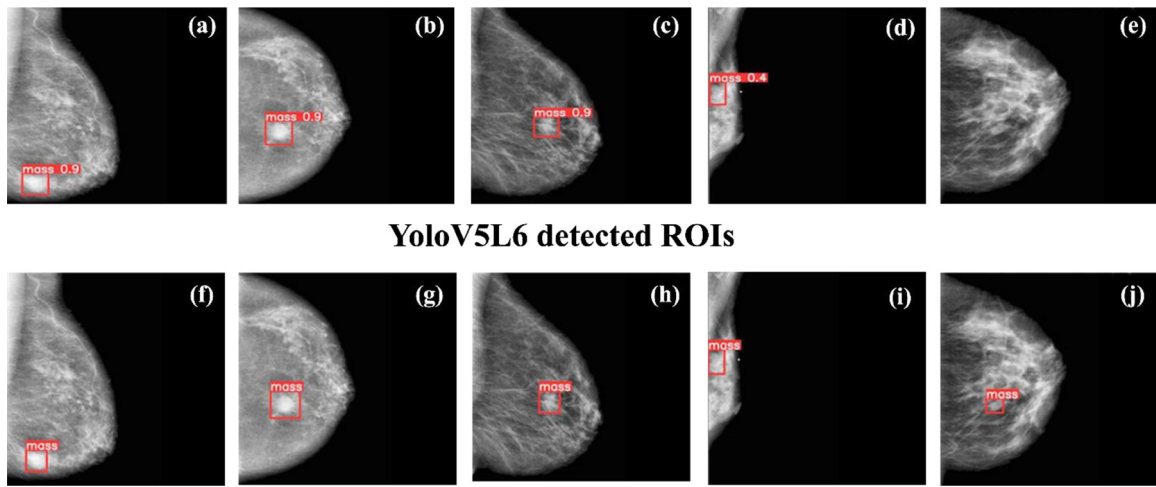 (a) (b) (c) (d) (e)
mass 0.4
mass 0.9 mass 0.9
mass 0.9
YoloV5L6 detected ROIs
(f) (g) (h) (i) (j)
mass
mass mass
mass
mass